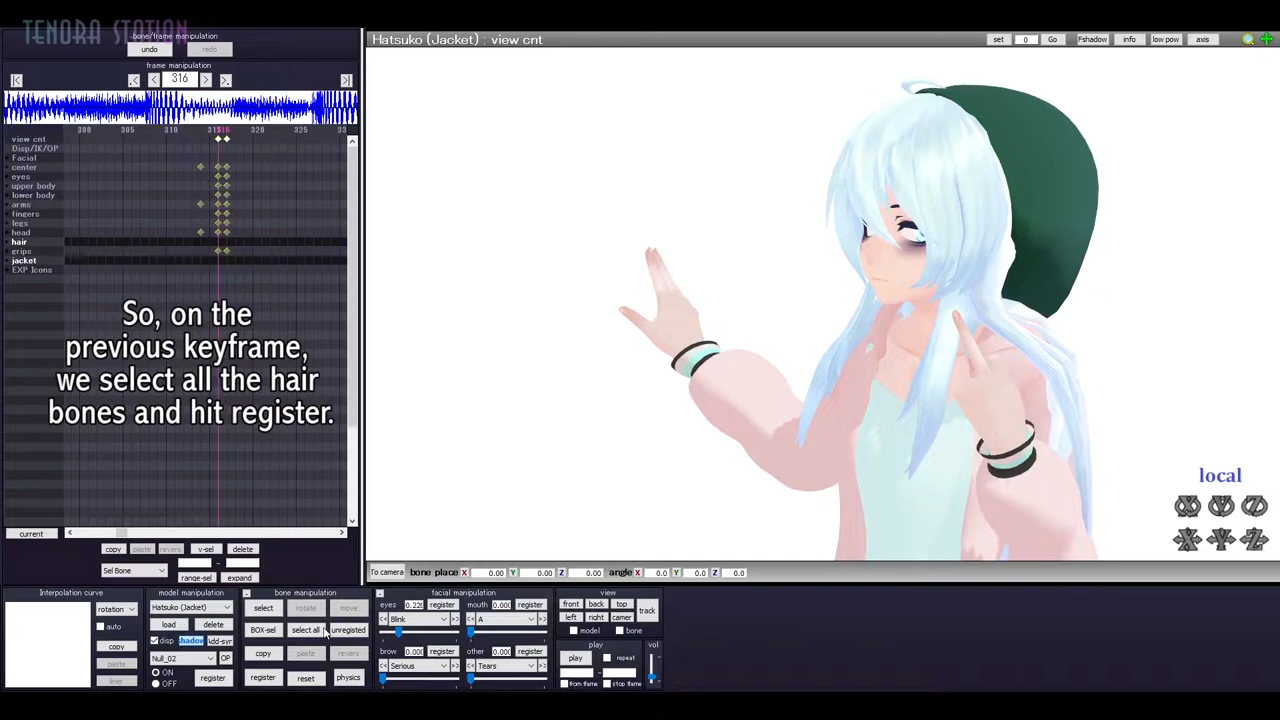 TENORA STATION
bone/frame manipulation
undo redo
frame manipulation
|< .< < 316 > >. >|
300 305 310 315 316 320 325 33
view cnt
Disp/IK/OP
Facial
center
eyes
upper body
lower body
arms
fingers
legs
head
hair
grips
jacket
EXP Icons
So, on the
previous keyframe,
we select all the hair
bones and hit register.
current < >
copy paste revers v-sel delete
Sel Bone -
range-sel expand
Hatsuko (Jacket) : view cnt
set 0 Go Fshadow info low pow axis
local
X Y Z
X Y Z
To camera bone place X 0.00 Y 0.00 Z 0.00 angle X 0.0 Y 0.0 Z 0.0
Interpolation curve
rotation
auto
copy
paste
liner
model manipulation
Hatsuko (Jacket)
load delete
disp shadow
Null_02 OP
ON
OFF register
- bone manipulation
select rotate move
BOX-sel select all unregisted
copy paste revers
register reset physics
- facial manipulation
eyes 0.220 register mouth 0.000 register
<< Blink >> << A >>
brow 0.000 register other 0.000 register
<< Serious >> << Tears >>
view
front back top track
left right camer
model bone
play
play repeat
-
from flame stop flame
vol